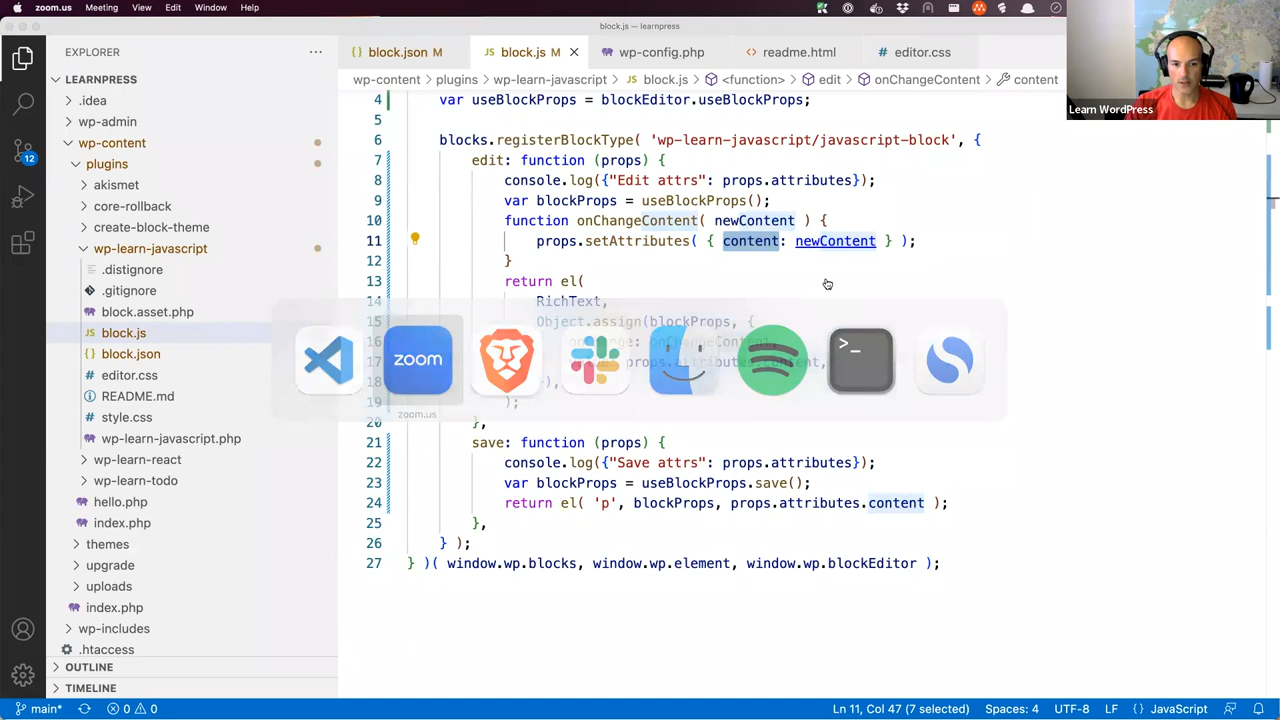 zoom.us Meeting View Edit Window Help
block.js — learnpress
EXPLORER
block.json M
block.js M
wp-config.php
readme.html
editor.css
wp-content > plugins > wp-learn-javascript > block.js > <function> > edit > onChangeContent > content
Learn WordPress
LEARNPRESS
.idea
wp-admin
wp-content
plugins
akismet
core-rollback
create-block-theme
wp-learn-javascript
.distignore
.gitignore
block.asset.php
block.js
block.json
editor.css
README.md
style.css
wp-learn-javascript.php
wp-learn-react
wp-learn-todo
hello.php
index.php
themes
upgrade
uploads
index.php
wp-includes
.htaccess
OUTLINE
TIMELINE
12
4 var useBlockProps = blockEditor.useBlockProps;
5
6 blocks.registerBlockType( 'wp-learn-javascript/javascript-block', {
7 edit: function (props) {
8 console.log({"Edit attrs": props.attributes});
9 var blockProps = useBlockProps();
10 function onChangeContent( newContent ) {
11 props.setAttributes( { content: newContent } );
12 }
13 return el(
14 RichText,
15 Object.assign(blockProps, {
16 onChange: onChangeContent,
17 props.attributes.content,
18 }),
19 );
20 },
21 save: function (props) {
22 console.log({"Save attrs": props.attributes});
23 var blockProps = useBlockProps.save();
24 return el( 'p', blockProps, props.attributes.content );
25 },
26 } );
27 } )( window.wp.blocks, window.wp.element, window.wp.blockEditor );
zoom
>_
zoom.us
main* 0 0 Ln 11, Col 47 (7 selected) Spaces: 4 UTF-8 LF {} JavaScript